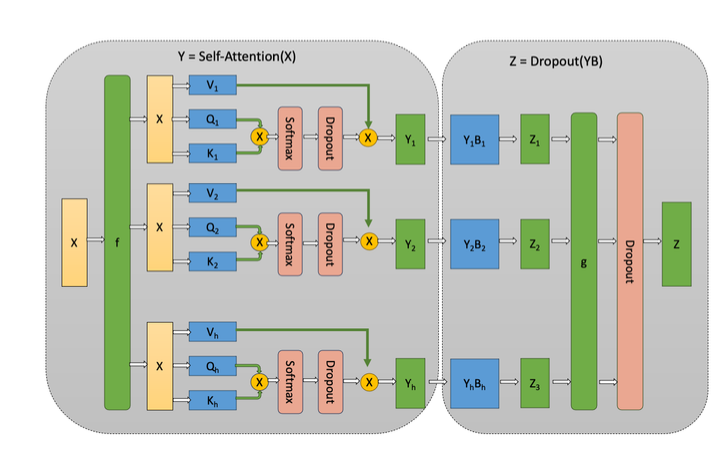 Y = Self-Attention(X)
Z = Dropout(YB)
X
f
X
V₁
Q₁
K₁
X
Softmax
Dropout
X
Y₁
Y₁B₁
Z₁
X
V₂
Q₂
K₂
X
Softmax
Dropout
X
Y₂
Y₂B₂
Z₂
X
Vₕ
Qₕ
Kₕ
X
Softmax
Dropout
X
Yₕ
YₕBₕ
Z₃
g
Dropout
Z